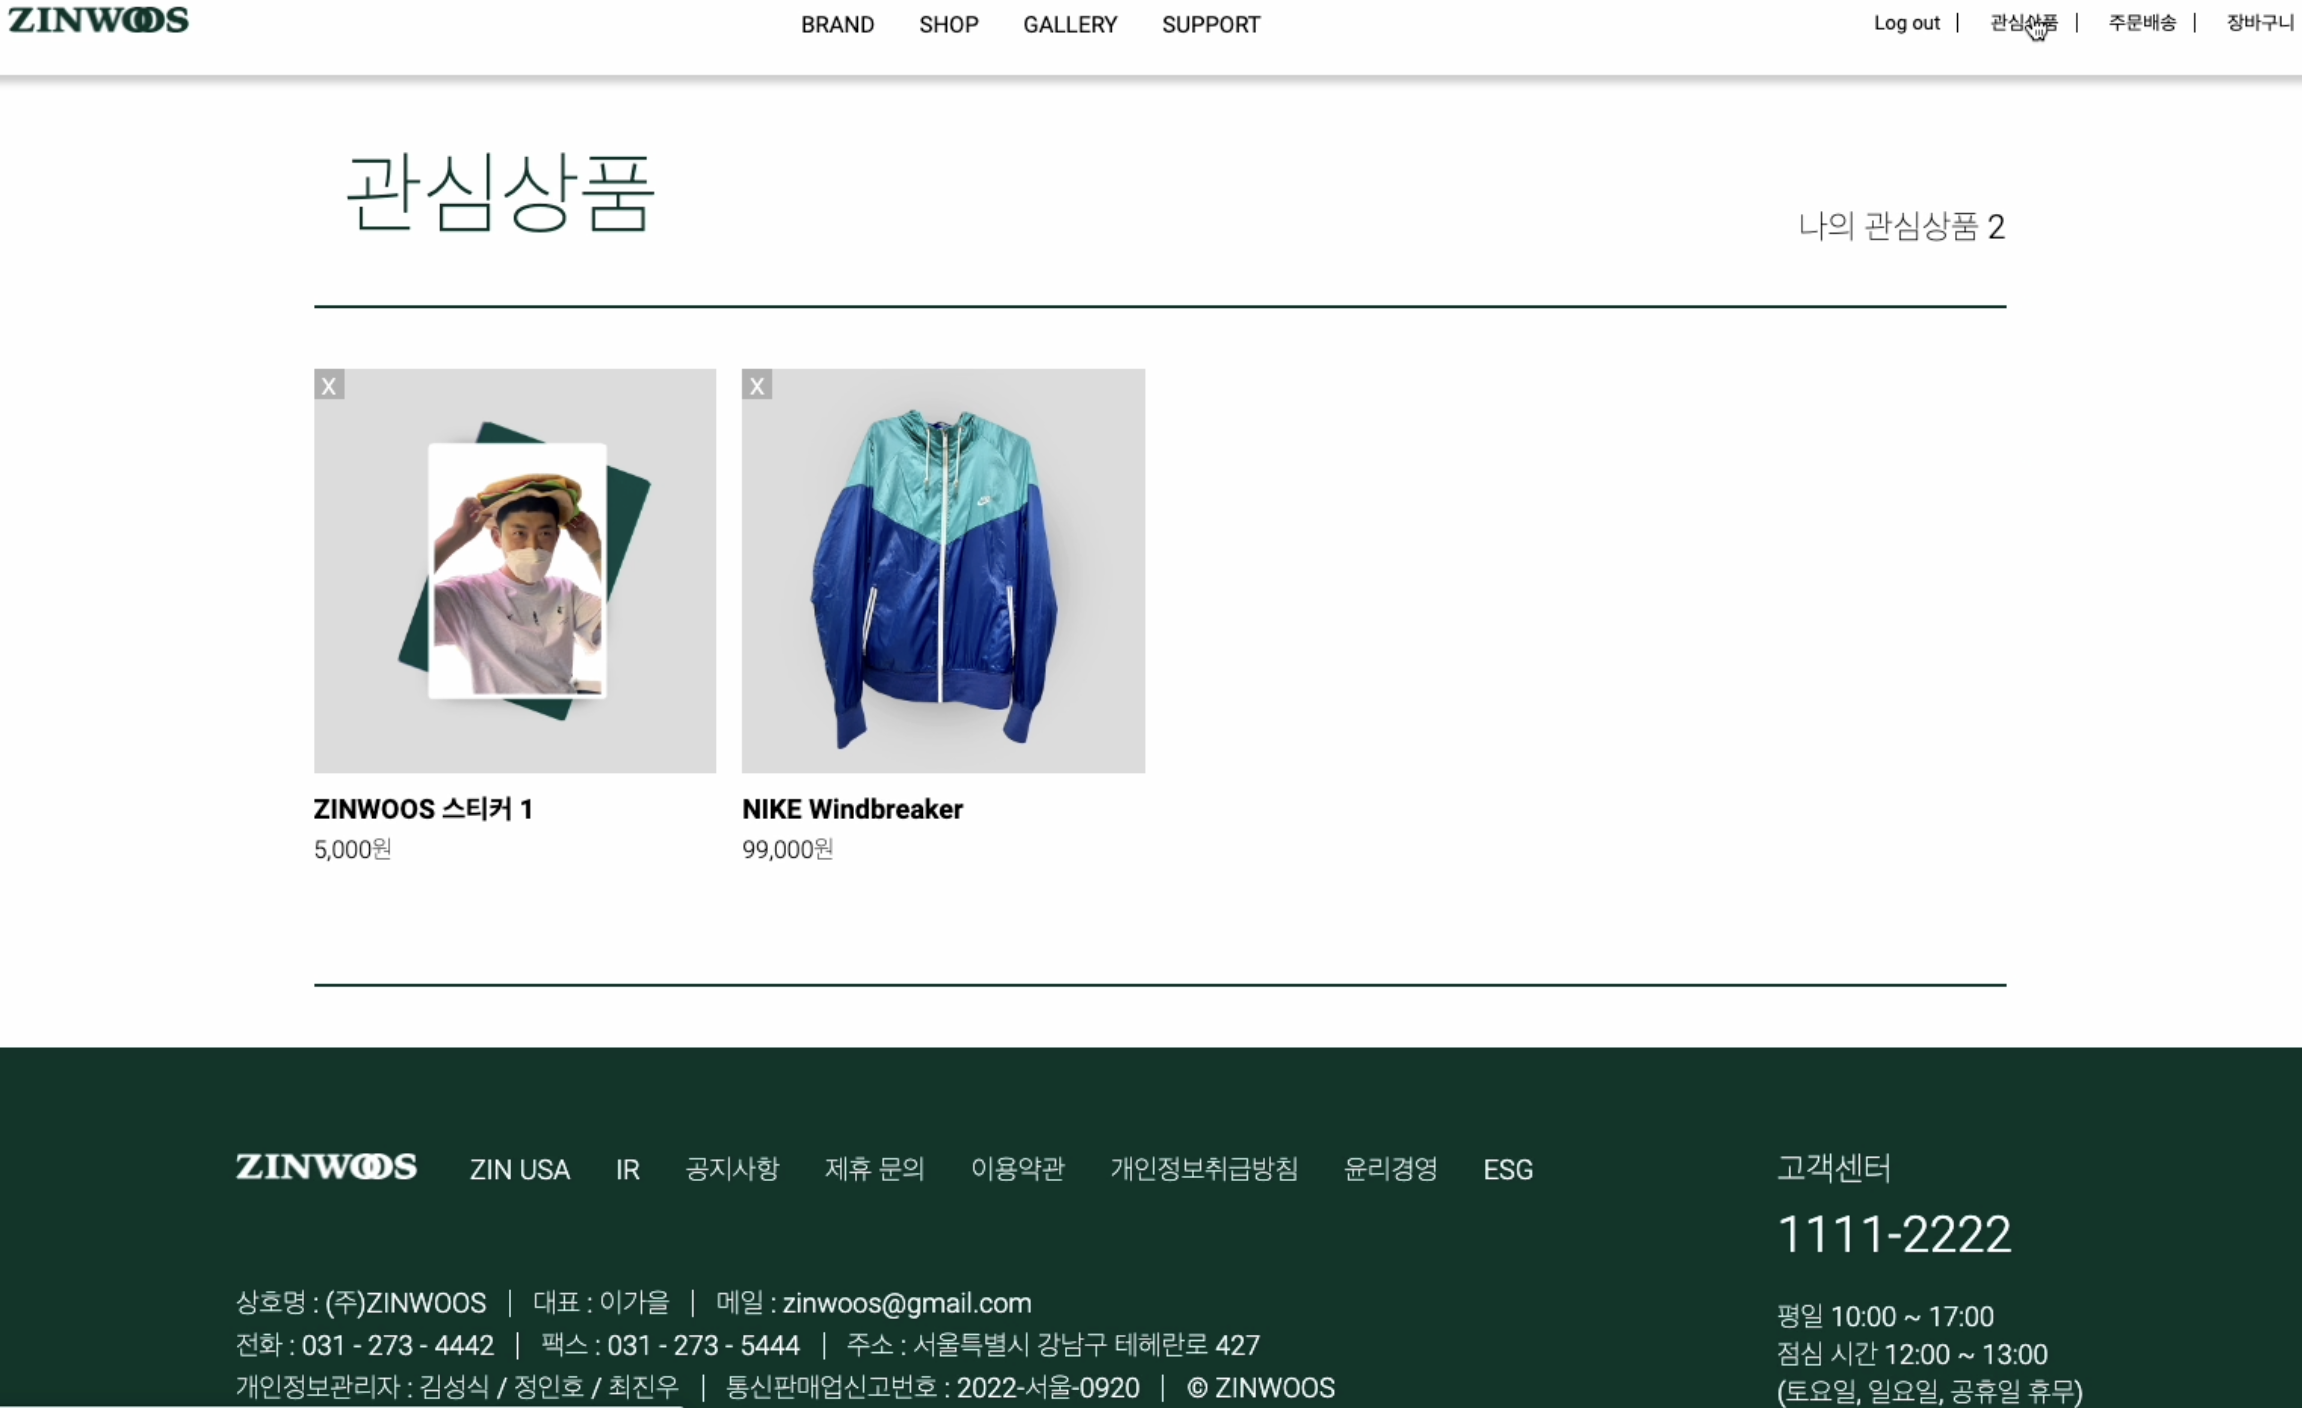 ZINWOOS
BRAND SHOP GALLERY SUPPORT
Log out | 관심상품 | 주문배송 | 장바구니
관심상품
나의 관심상품 2
X
X
ZINWOOS 스티커 1
5,000원
NIKE Windbreaker
99,000원
ZINWOOS ZIN USA IR 공지사항 제휴 문의 이용약관 개인정보취급방침 윤리경영 ESG
상호명 : (주)ZINWOOS | 대표 : 이가을 | 메일 : zinwoos@gmail.com
전화 : 031 - 273 - 4442 | 팩스 : 031 - 273 - 5444 | 주소 : 서울특별시 강남구 테헤란로 427
개인정보관리자 : 김성식 / 정인호 / 최진우 | 통신판매업신고번호 : 2022-서울-0920 | © ZINWOOS
고객센터
1111-2222
평일 10:00 ~ 17:00
점심 시간 12:00 ~ 13:00
(토요일, 일요일, 공휴일 휴무)